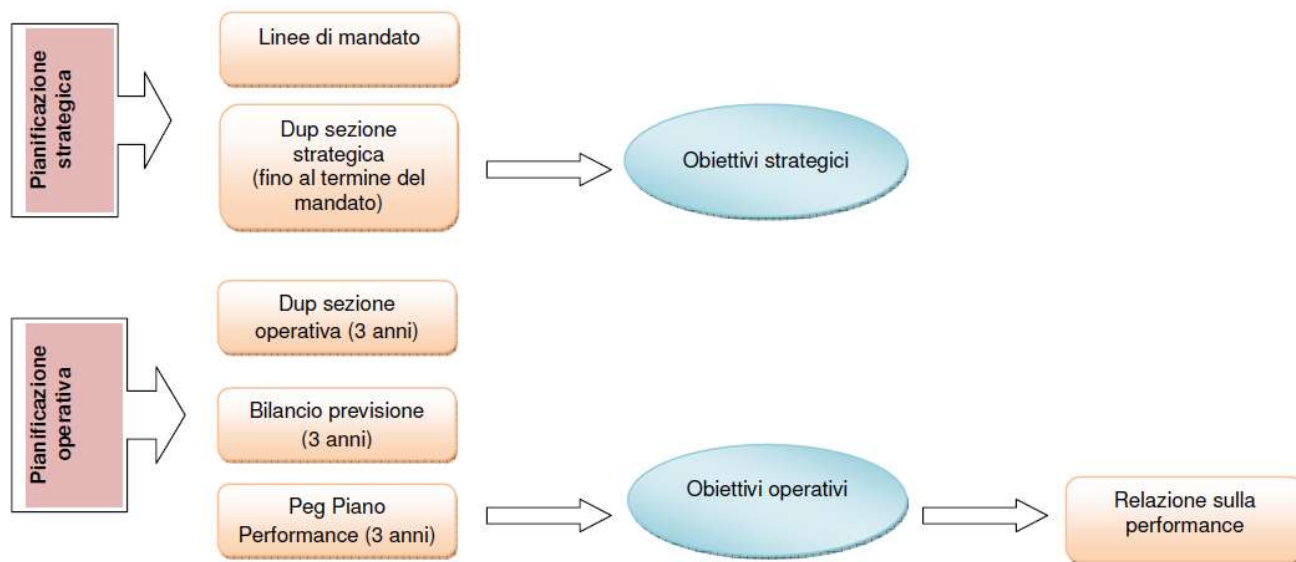 Pianificazione
strategica
Linee di mandato
Dup sezione
strategica
(fino al termine del
mandato)
Obiettivi strategici
Pianificazione
operativa
Dup sezione
operativa (3 anni)
Bilancio previsione
(3 anni)
Peg Piano
Performance (3 anni)
Obiettivi operativi
Relazione sulla
performance